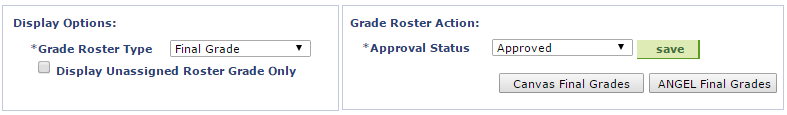 Display Options:
*Grade Roster Type Final Grade
Display Unassigned Roster Grade Only
Grade Roster Action:
*Approval Status Approved save
Canvas Final Grades ANGEL Final Grades